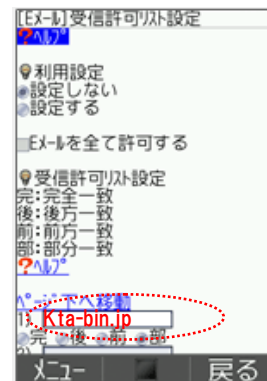 [Eﾒｰﾙ]受信許可ﾘｽﾄ設定
?ﾍﾙﾌﾟ
利用設定
設定しない
設定する
Eﾒｰﾙを全て許可する
受信許可ﾘｽﾄ設定
完:完全一致
後:後方一致
前:前方一致
部:部分一致
?ﾍﾙﾌﾟ
ﾍﾟｰｼﾞ下へ移動
1) Kta-bin.jp
完 後 前 部
2)
ﾒﾆｭｰ 戻る